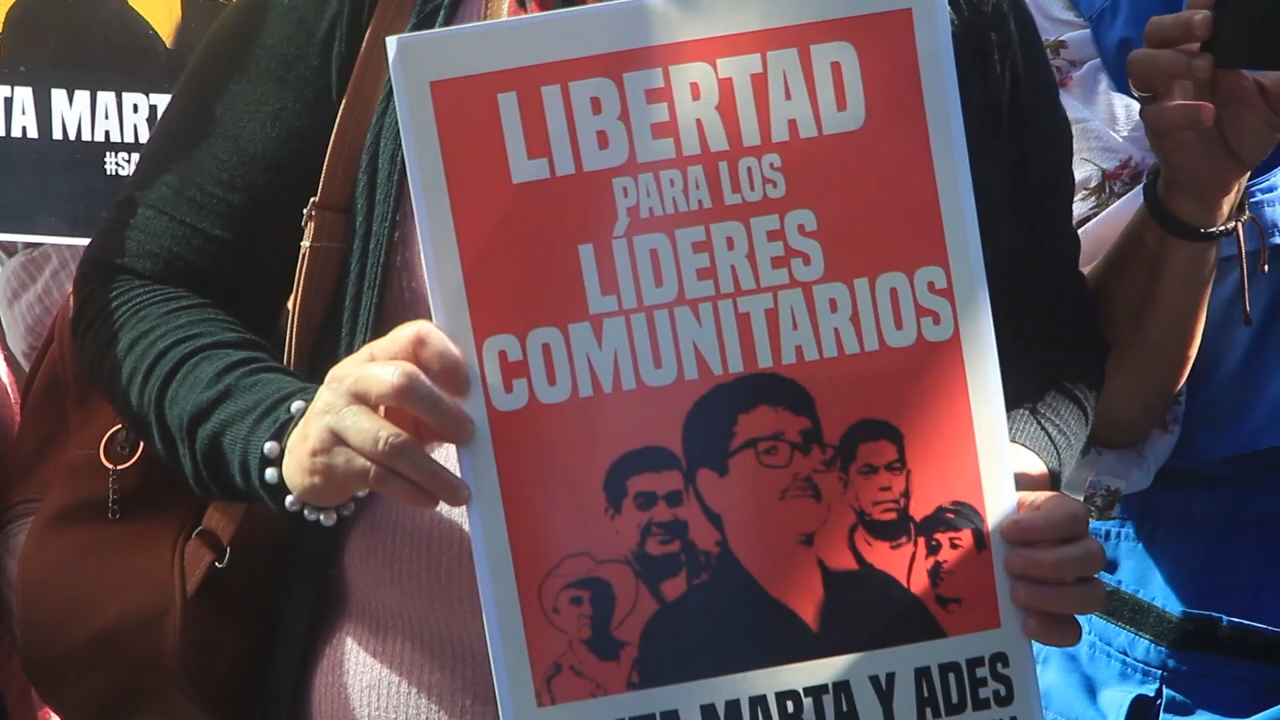 LIBERTAD
PARA LOS
LÍDERES
COMUNITARIOS
MARTA Y ADES
TA MART
#SA